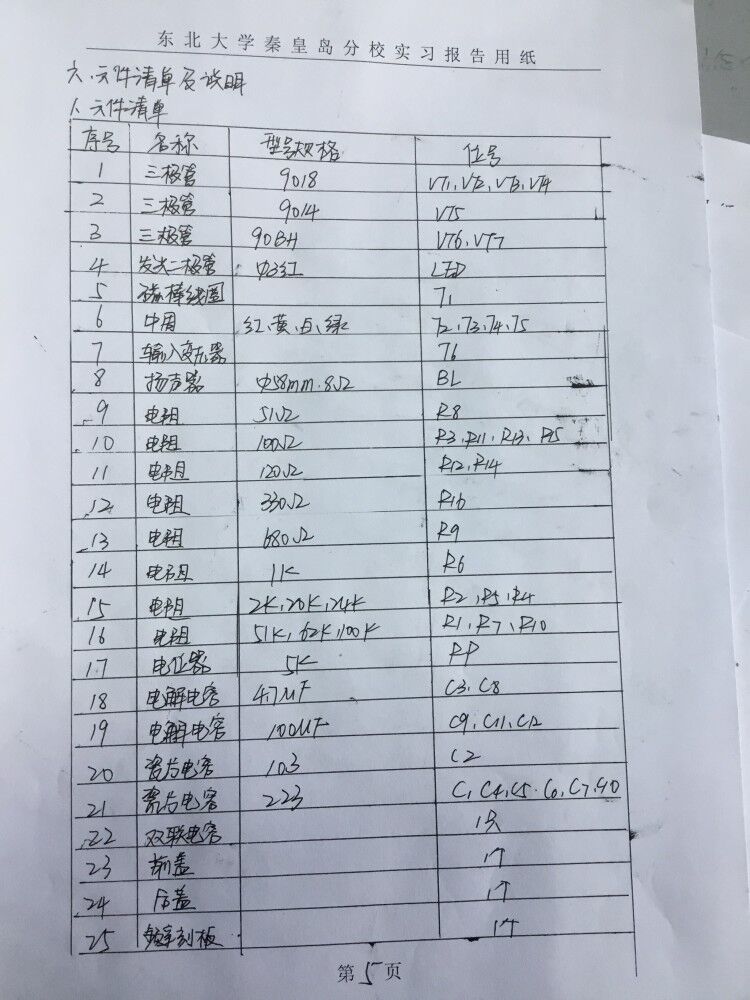 东北大学秦皇岛分校实习报告用纸
六、元件清单及说明
1、元件清单
序号 名称 型号规格 位号
1 三极管 9018 VT1、VT2、VT3、VT4
2 三极管 9014 VT5
3 三极管 9013H VT6、VT7
4 发光二极管 Φ3红 LED
5 磁棒线圈 T1
6 中周 红、黄、白、绿 T2、T3、T4、T5
7 输入变压器 T6
8 扬声器 Φ58mm.8Ω BL
9 电阻 51Ω R8
10 电阻 100Ω R3、R11、R13、R15
11 电阻 120Ω R12、R14
12 电阻 330Ω R16
13 电阻 680Ω R9
14 电阻 1K R6
15 电阻 2K,20K,24K R2,R5,R4
16 电阻 51K,62K,100K R1,R7,R10
17 电位器 5K RP
18 电解电容 4.7μF C3、C8
19 电解电容 100μF C9、C11、C12
20 瓷片电容 103 C2
21 瓷片电容 223 C1 C4、C5、C6、C7、C10
22 双联电容 1只
23 前盖 1个
24 后盖 1个
25 刻板 1个
第5页